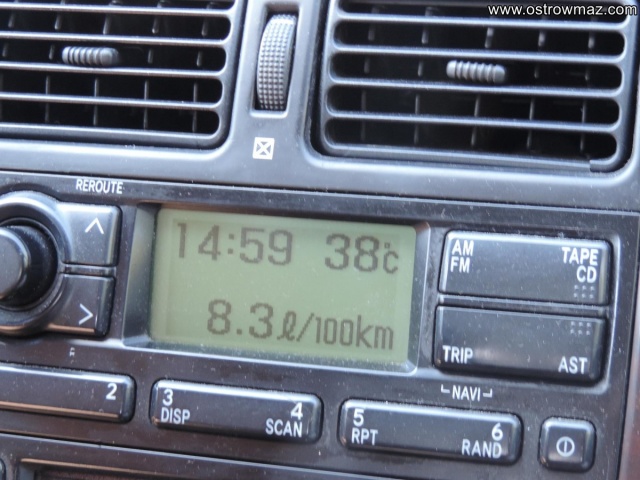 www.ostrowmaz.com
REROUTE
14:59 38°C
8.3ℓ/100km
AM TAPE
FM CD
TRIP AST
NAVI
2
3 4
DISP SCAN
5 6
RPT RAND